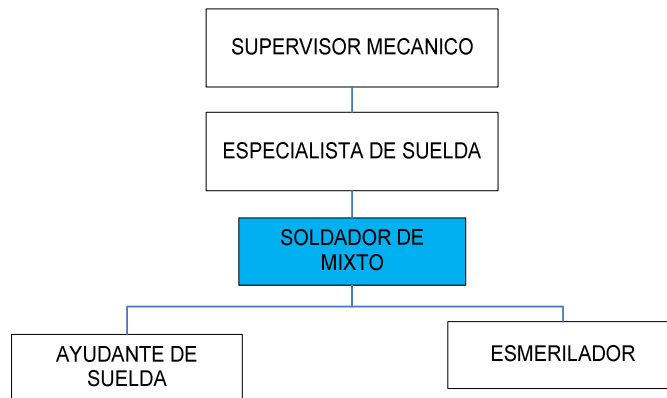 SUPERVISOR MECANICO
ESPECIALISTA DE SUELDA
SOLDADOR DE
MIXTO
AYUDANTE DE
SUELDA
ESMERILADOR